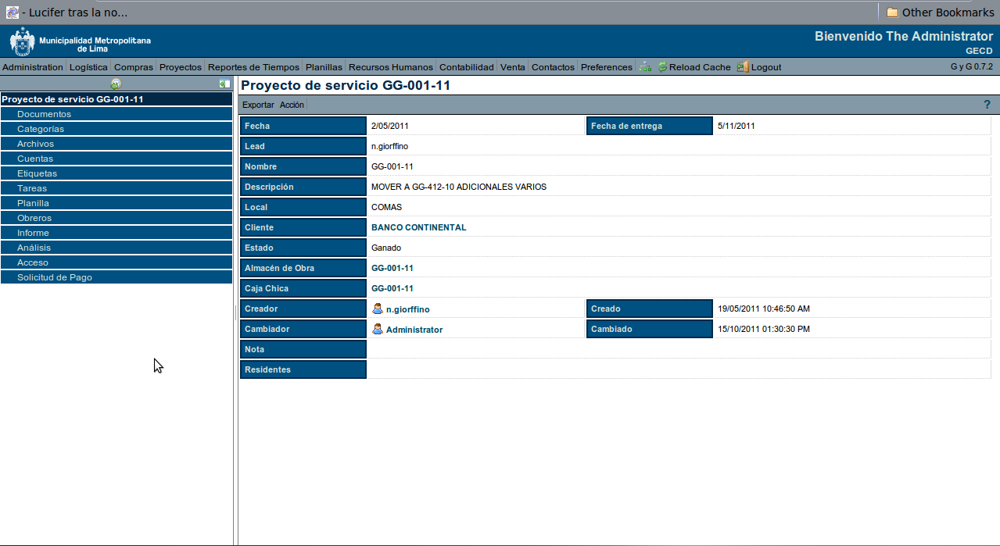 - Lucifer tras la no...
Other Bookmarks
Municipalidad Metropolitana
de Lima
Bienvenido The Administrator
GECD
Administration Logística Compras Proyectos Reportes de Tiempos Planillas Recursos Humanos Contabilidad Venta Contactos Preferences Reload Cache Logout G y G 0.7.2
Proyecto de servicio GG-001-11
Documentos
Categorías
Archivos
Cuentas
Etiquetas
Tareas
Planilla
Obreros
Informe
Análisis
Acceso
Solicitud de Pago
Proyecto de servicio GG-001-11
Exportar Acción ?
Fecha 2/05/2011 Fecha de entrega 5/11/2011
Lead n.giorffino
Nombre GG-001-11
Descripción MOVER A GG-412-10 ADICIONALES VARIOS
Local COMAS
Cliente BANCO CONTINENTAL
Estado Ganado
Almacén de Obra GG-001-11
Caja Chica GG-001-11
Creador n.giorffino Creado 19/05/2011 10:46:50 AM
Cambiador Administrator Cambiado 15/10/2011 01:30:30 PM
Nota
Residentes